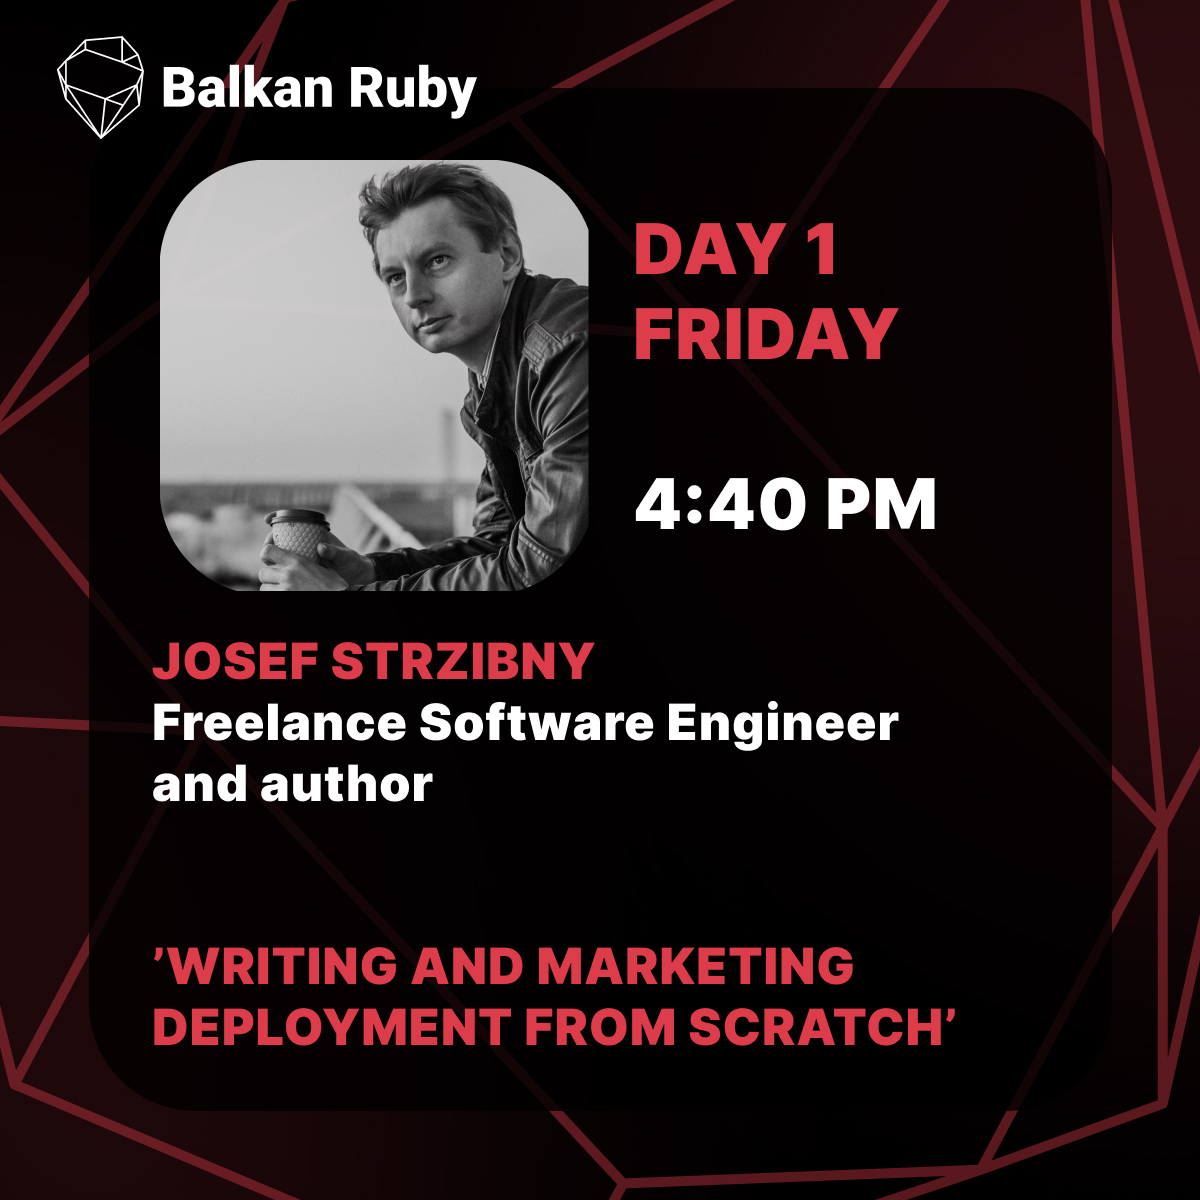 Balkan Ruby
DAY 1
FRIDAY
4:40 PM
JOSEF STRZIBNY
Freelance Software Engineer
and author
’WRITING AND MARKETING
DEPLOYMENT FROM SCRATCH’